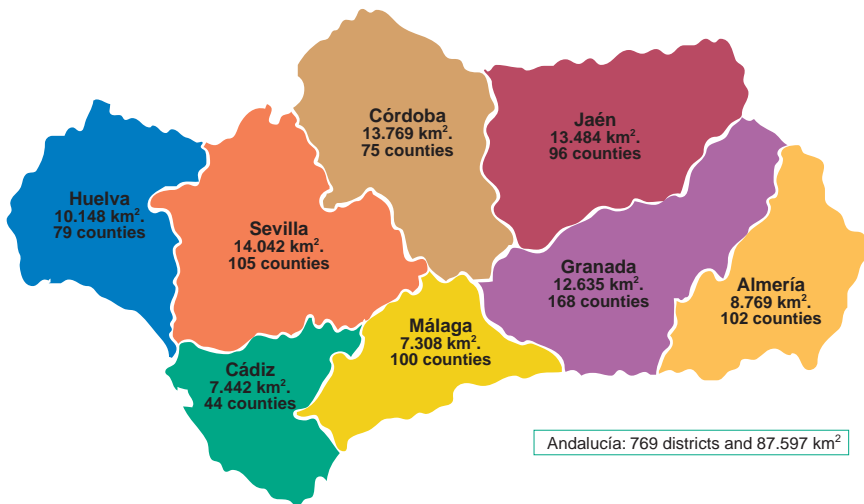 Córdoba
13.769 km².
75 counties
Jaén
13.484 km².
96 counties
Huelva
10.148 km².
79 counties
Sevilla
14.042 km².
105 counties
Granada
12.635 km².
168 counties
Almería
8.769 km².
102 counties
Málaga
7.308 km².
100 counties
Cádiz
7.442 km².
44 counties
Andalucía: 769 districts and 87.597 km²